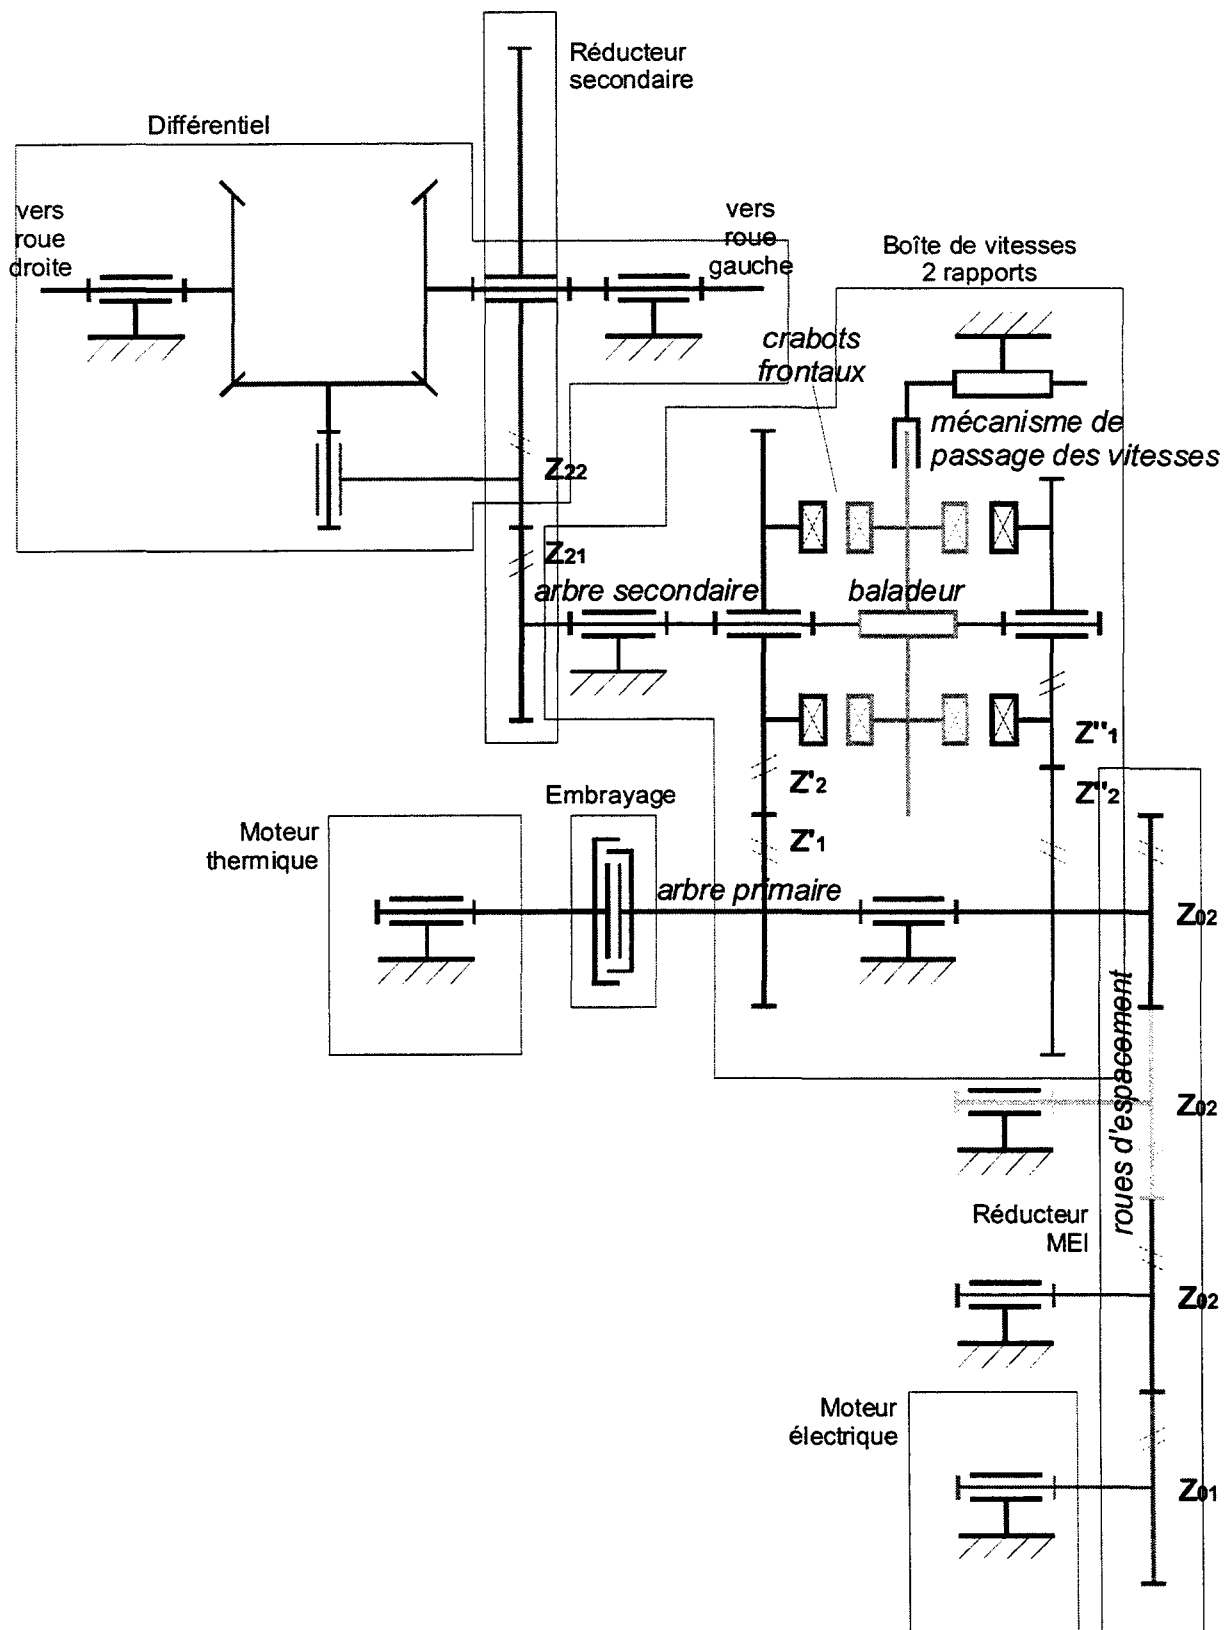 Réducteur
secondaire
Différentiel
vers
roue
droite
vers
roue
gauche
Boîte de vitesses
2 rapports
crabots
frontaux
mécanisme de
passage des vitesses
Z22
Z21
arbre secondaire
baladeur
Z"1
Z'2
Z"2
Embrayage
Z'1
Moteur
thermique
arbre primaire
Z02
roues d'espacement
Z02
Réducteur
MEI
Z02
Moteur
électrique
Z01